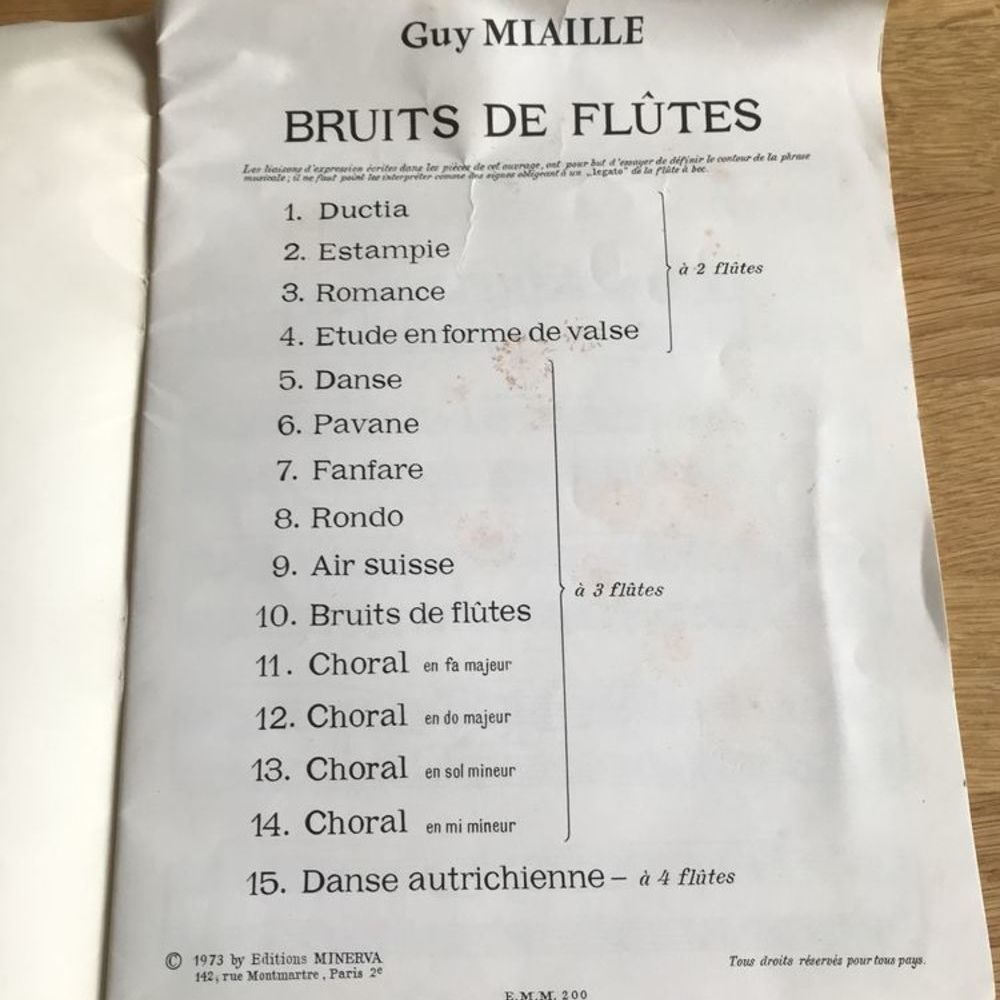 Guy MIAILLE
BRUITS DE FLÛTES
Les liaisons d'expression écrites dans les pièces de cet ouvrage, ont pour but d'essayer de définir le contour de la phrase
musicale; il ne faut point les interpréter comme des signes obligeant à un „legato" de la flûte à bec.
1. Ductia
2. Estampie
à 2 flûtes
3. Romance
4. Etude en forme de valse
5. Danse
6. Pavane
7. Fanfare
8. Rondo
9. Air suisse
à 3 flûtes
10. Bruits de flûtes
11. Choral en fa majeur
12. Choral en do majeur
13. Choral en sol mineur
14. Choral en mi mineur
15. Danse autrichienne – à 4 flûtes
© 1973 by Editions MINERVA
142, rue Montmartre, Paris 2e
Tous droits réservés pour tous pays.
E.M.M. 200